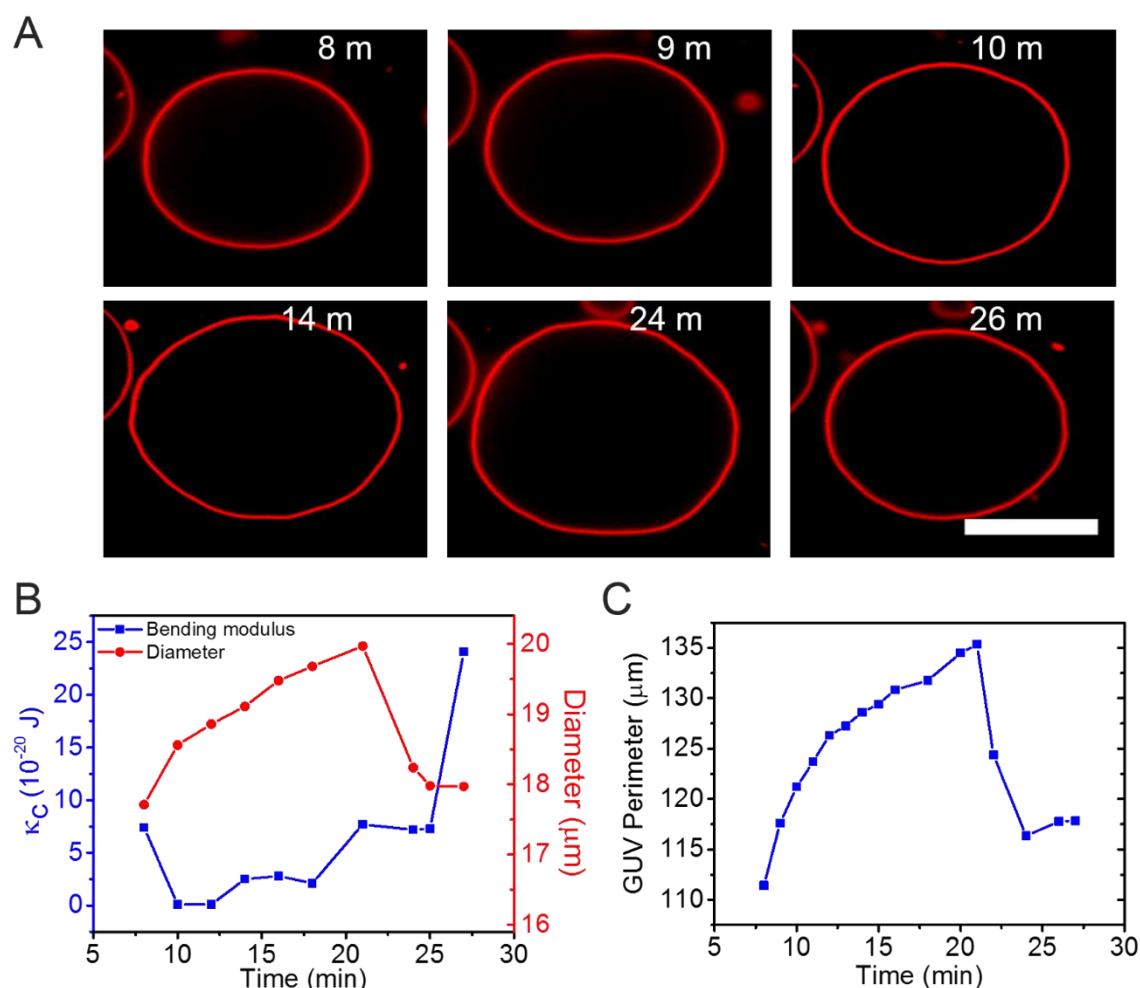 A
8 m
9 m
10 m
14 m
24 m
26 m
B
C
Bending modulus
Diameter
κC (10-20 J)
25
20
15
10
5
0
Diameter (μm)
20
19
18
17
16
5 10 15 20 25 30
Time (min)
GUV Perimeter (μm)
135
130
125
120
115
110
5 10 15 20 25 30
Time (min)